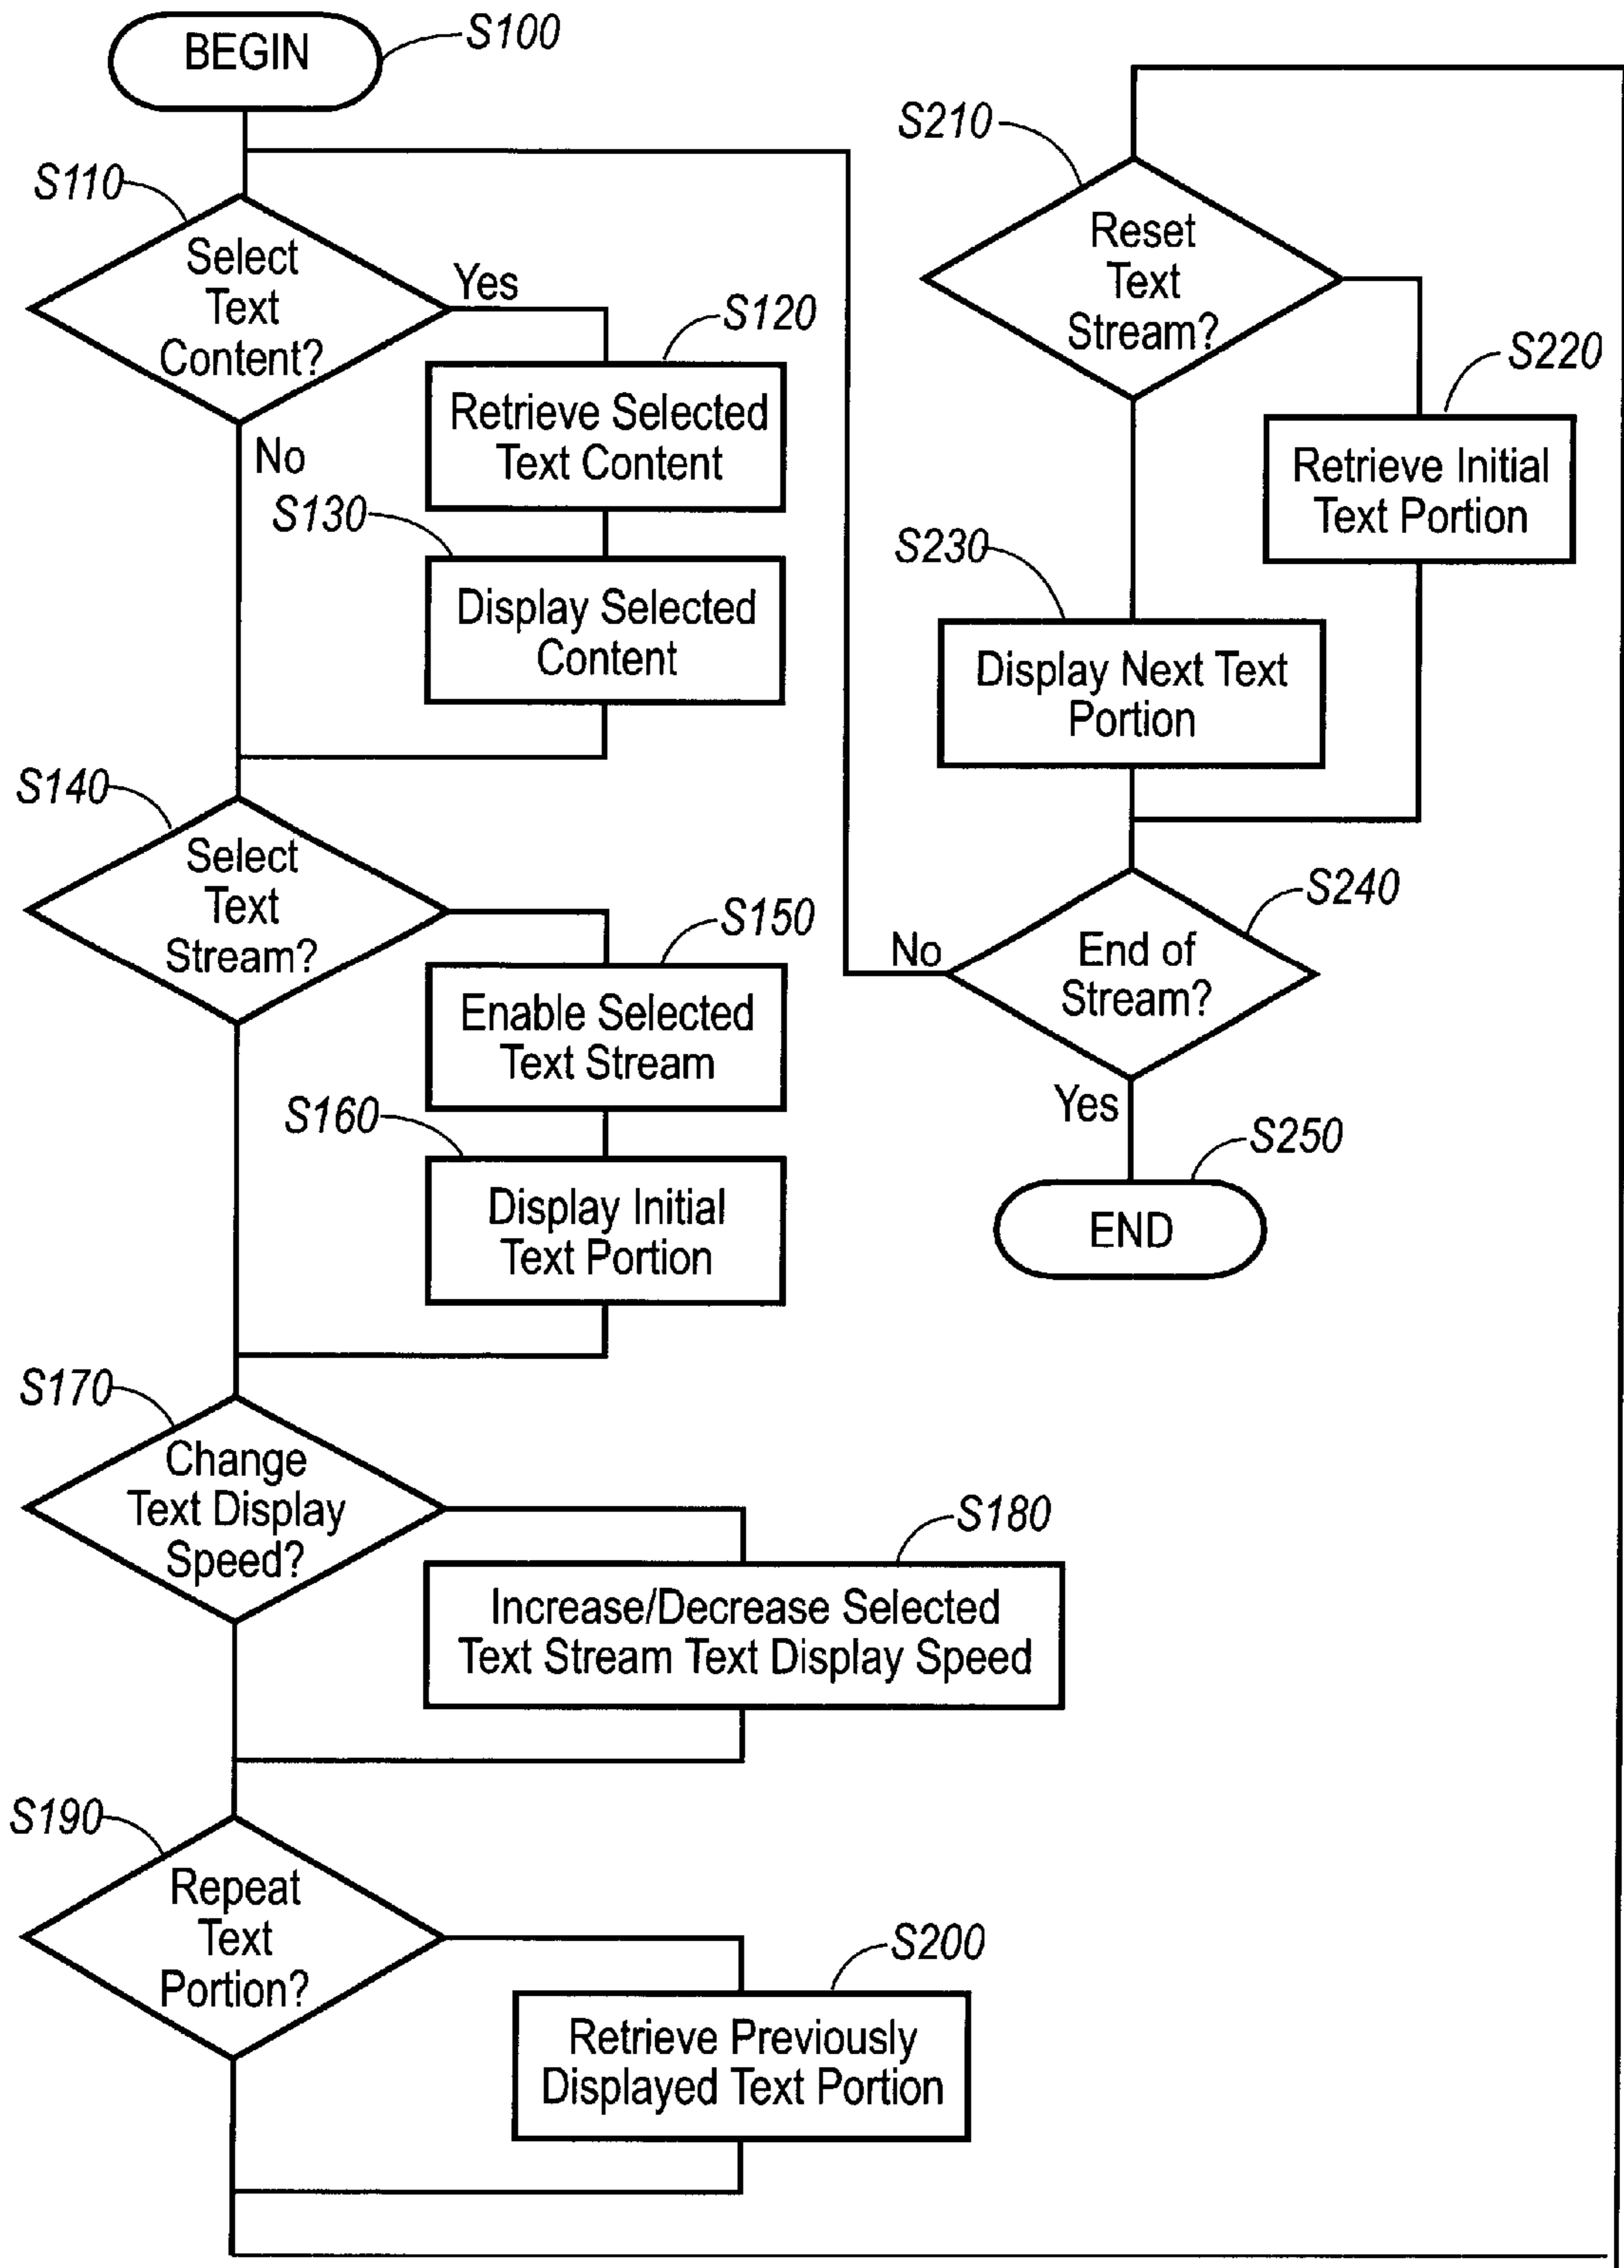 BEGIN
S100
S110
Select
Text
Content?
Yes
No
S120
Retrieve Selected
Text Content
S130
Display Selected
Content
S140
Select
Text
Stream?
S150
Enable Selected
Text Stream
S160
Display Initial
Text Portion
S170
Change
Text Display
Speed?
S180
Increase/Decrease Selected
Text Stream Text Display Speed
S190
Repeat
Text
Portion?
S200
Retrieve Previously
Displayed Text Portion
S210
Reset
Text
Stream?
S220
Retrieve Initial
Text Portion
S230
Display Next Text
Portion
S240
End of
Stream?
No
Yes
S250
END